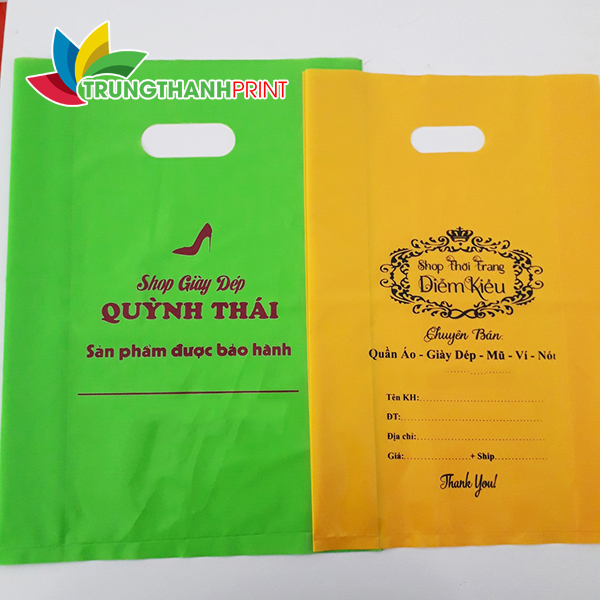 TRUNGTHANHPRINT
Shop Giày Dép
QUỲNH THÁI
Sản phẩm được bảo hành
Shop Thời Trang
Diễm Kiều
Chuyên Bán:
Quần Áo - Giày Dép - Mũ - Ví - Nón
Tên KH:
ĐT:
Địa chỉ:
Giá: + Ship
Thank You!